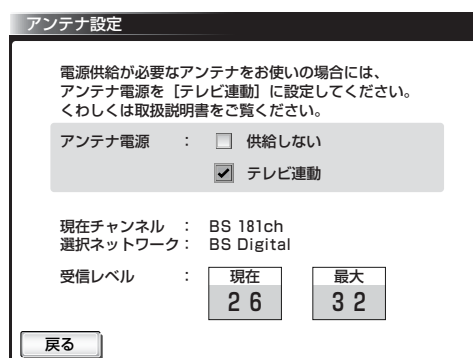 アンテナ設定
電源供給が必要なアンテナをお使いの場合には、
アンテナ電源を［テレビ連動］に設定してください。
くわしくは取扱説明書をご覧ください。
アンテナ電源 ： 供給しない
テレビ連動
現在チャンネル ： BS 181ch
選択ネットワーク： BS Digital
受信レベル ： 現在 最大
26 32
戻る